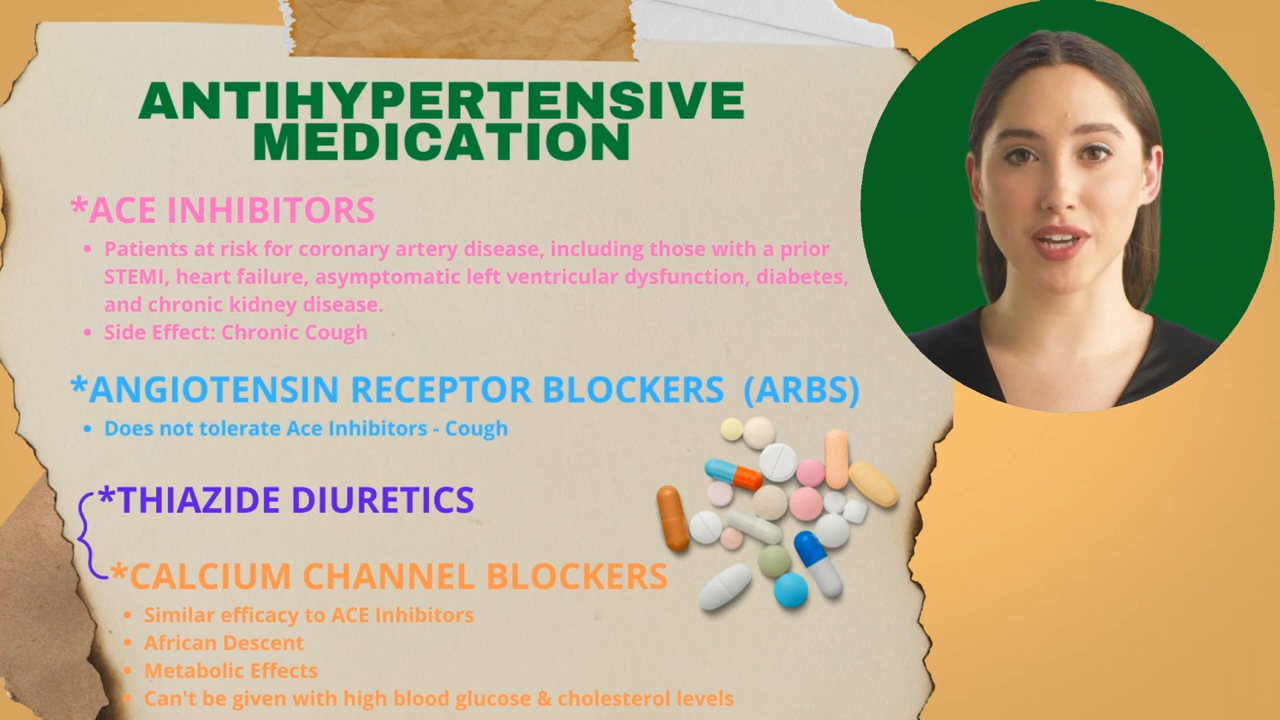 ANTIHYPERTENSIVE
MEDICATION
*ACE INHIBITORS
• Patients at risk for coronary artery disease, including those with a prior
STEMI, heart failure, asymptomatic left ventricular dysfunction, diabetes,
and chronic kidney disease.
• Side Effect: Chronic Cough
*ANGIOTENSIN RECEPTOR BLOCKERS (ARBS)
• Does not tolerate Ace Inhibitors - Cough
*THIAZIDE DIURETICS
*CALCIUM CHANNEL BLOCKERS
• Similar efficacy to ACE Inhibitors
• African Descent
• Metabolic Effects
• Can't be given with high blood glucose & cholesterol levels